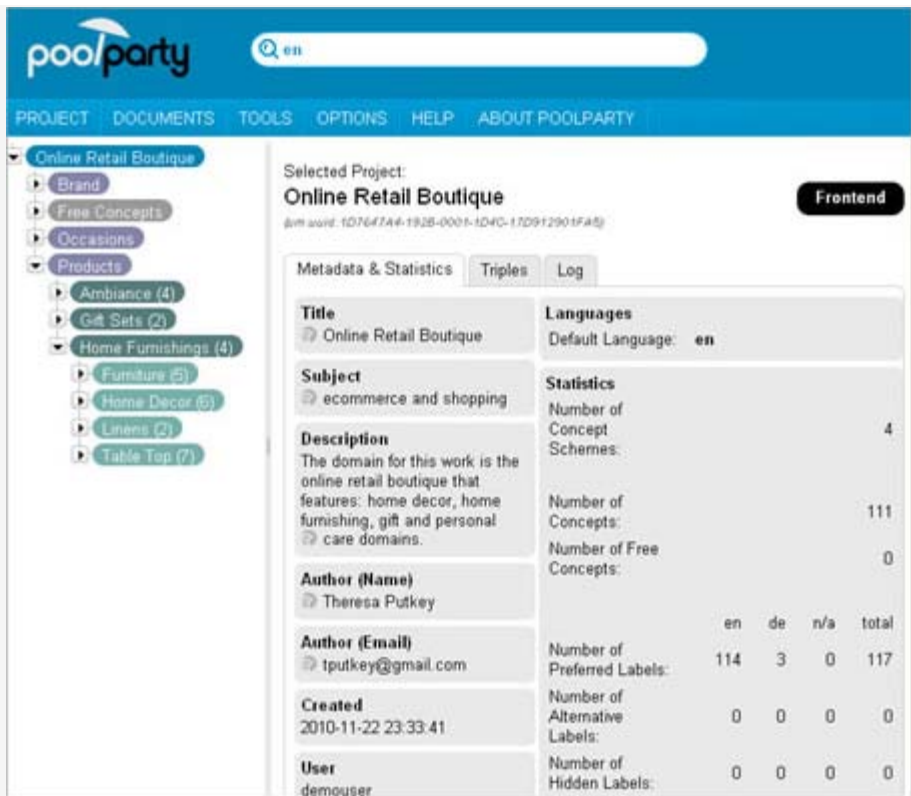 poolparty
en
PROJECT DOCUMENTS TOOLS OPTIONS HELP ABOUT POOLPARTY
Online Retail Boutique
Brand
Free Concepts
Occasions
Products
Ambiance (4)
Gift Sets (2)
Home Furnishings (4)
Furniture (5)
Home Decor (6)
Linens (2)
Table Top (7)
Selected Project:
Online Retail Boutique
Frontend
Metadata & Statistics Triples Log
Title
Online Retail Boutique
Subject
ecommerce and shopping
Description
The domain for this work is the
online retail boutique that
features: home decor, home
furnishing, gift and personal
care domains.
Author (Name)
Theresa Putkey
Author (Email)
tputkey@gmail.com
Created
2010-11-22 23:33:41
User
demouser
Languages
Default Language: en
Statistics
Number of
Concept
Schemes: 4
Number of
Concepts: 111
Number of Free
Concepts: 0
en de n/a total
Number of
Preferred Labels: 114 3 0 117
Number of
Alternative
Labels: 0 0 0 0
Number of
Hidden Labels: 0 0 0 0